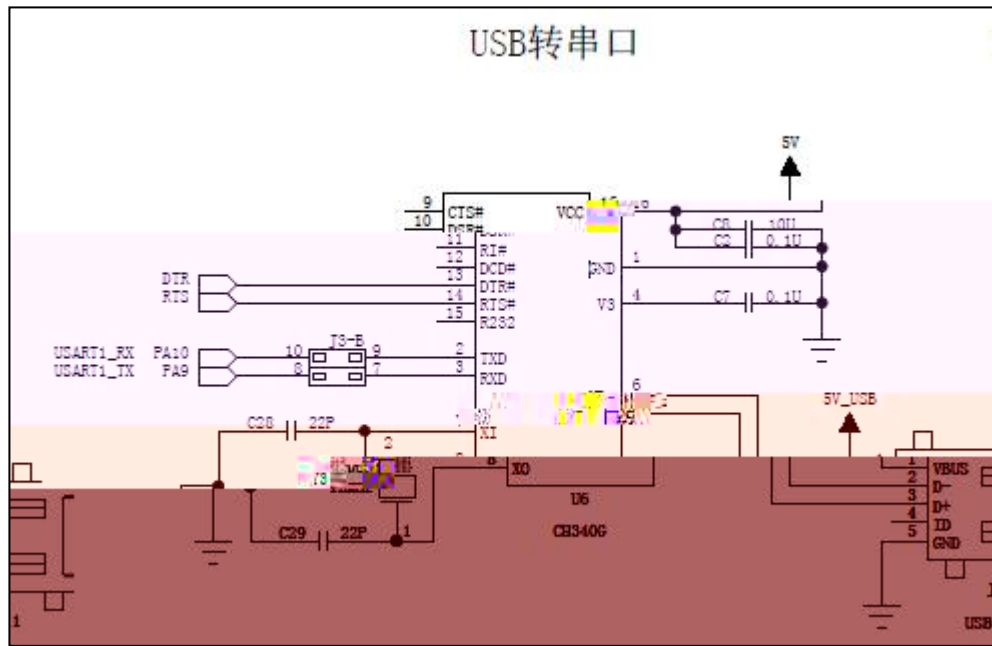 USB转串口
5V
9 CTS# VCC
10 DSR# C6 10U
11 RI# C2 0.1U
12 DCD# GND 1
DTR 13 DTR#
RTS 14 RTS# V3 4 C7 0.1U
15 R232
J3-B
USART1_RX PA10 10 9 2 TXD
USART1_TX PA9 8 7 3 RXD
6
5V_USB
C28 22P XI
2
8 XO 1 VBUS
Y3 2 D-
U6 3 D+
4 ID
C29 22P 1 CH340G 5 GND
J
1 USB